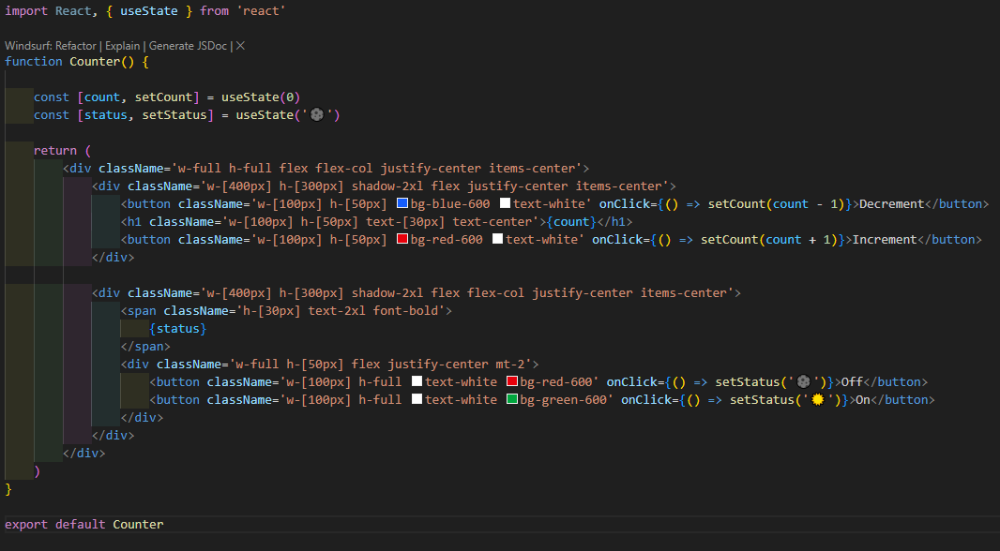 import React, { useState } from 'react'
Windsurf: Refactor | Explain | Generate JSDoc | ✕
function Counter() {
const [count, setCount] = useState(0)
const [status, setStatus] = useState('🌚')
return (
<div className='w-full h-full flex flex-col justify-center items-center'>
<div className='w-[400px] h-[300px] shadow-2xl flex justify-center items-center'>
<button className='w-[100px] h-[50px] bg-blue-600 text-white' onClick={() => setCount(count - 1)}>Decrement</button>
<h1 className='w-[100px] h-[50px] text-[30px] text-center'>{count}</h1>
<button className='w-[100px] h-[50px] bg-red-600 text-white' onClick={() => setCount(count + 1)}>Increment</button>
</div>
<div className='w-[400px] h-[300px] shadow-2xl flex flex-col justify-center items-center'>
<span className='h-[30px] text-2xl font-bold'>
{status}
</span>
<div className='w-full h-[50px] flex justify-center mt-2'>
<button className='w-[100px] h-full text-white bg-red-600' onClick={() => setStatus('🌚')}>Off</button>
<button className='w-[100px] h-full text-white bg-green-600' onClick={() => setStatus('🌞')}>On</button>
</div>
</div>
</div>
)
}
export default Counter